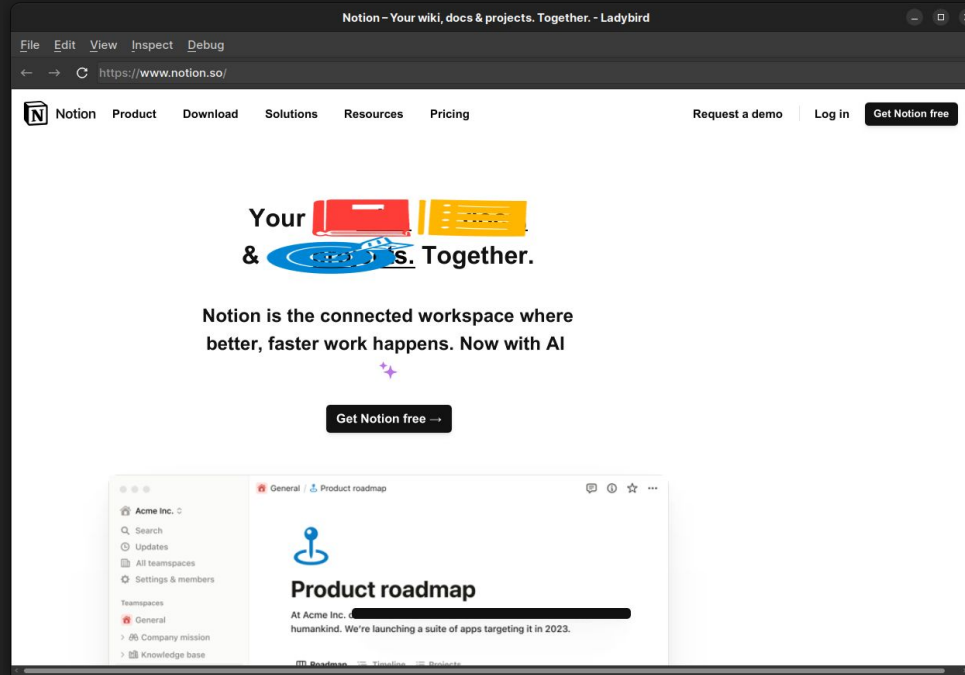 Notion – Your wiki, docs & projects. Together. - Ladybird
File Edit View Inspect Debug
https://www.notion.so/
Notion Product Download Solutions Resources Pricing Request a demo Log in Get Notion free
Your
& s. Together.
Notion is the connected workspace where
better, faster work happens. Now with AI
Get Notion free →
General / Product roadmap
Acme Inc.
Search
Updates
All teamspaces
Settings & members
Product roadmap
At Acme Inc.
humankind. We're launching a suite of apps targeting it in 2023.
Teamspaces
General
Company mission
Knowledge base
Roadmap Timeline Projects